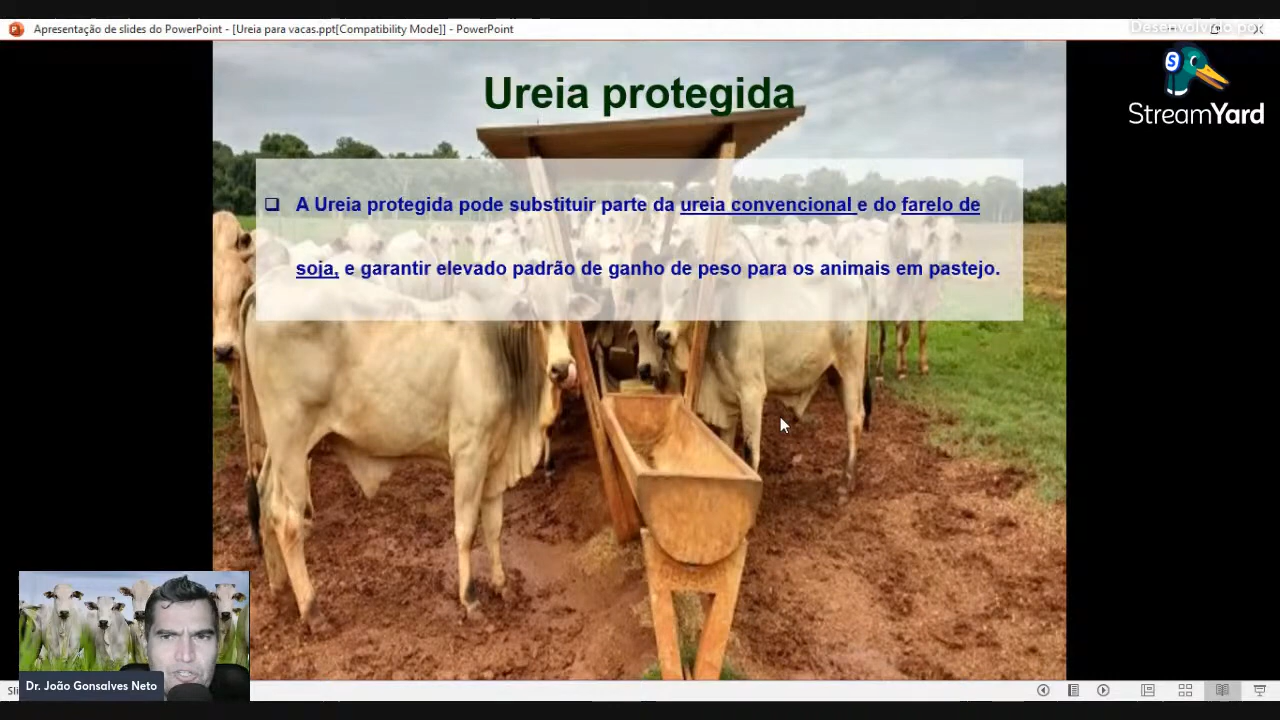 Apresentação de slides do PowerPoint - [Ureia para vacas.ppt[Compatibility Mode]] - PowerPoint
Desenvolvido por
S
StreamYard
Ureia protegida
A Ureia protegida pode substituir parte da ureia convencional e do farelo de
soja, e garantir elevado padrão de ganho de peso para os animais em pastejo.
Dr. João Gonsalves Neto